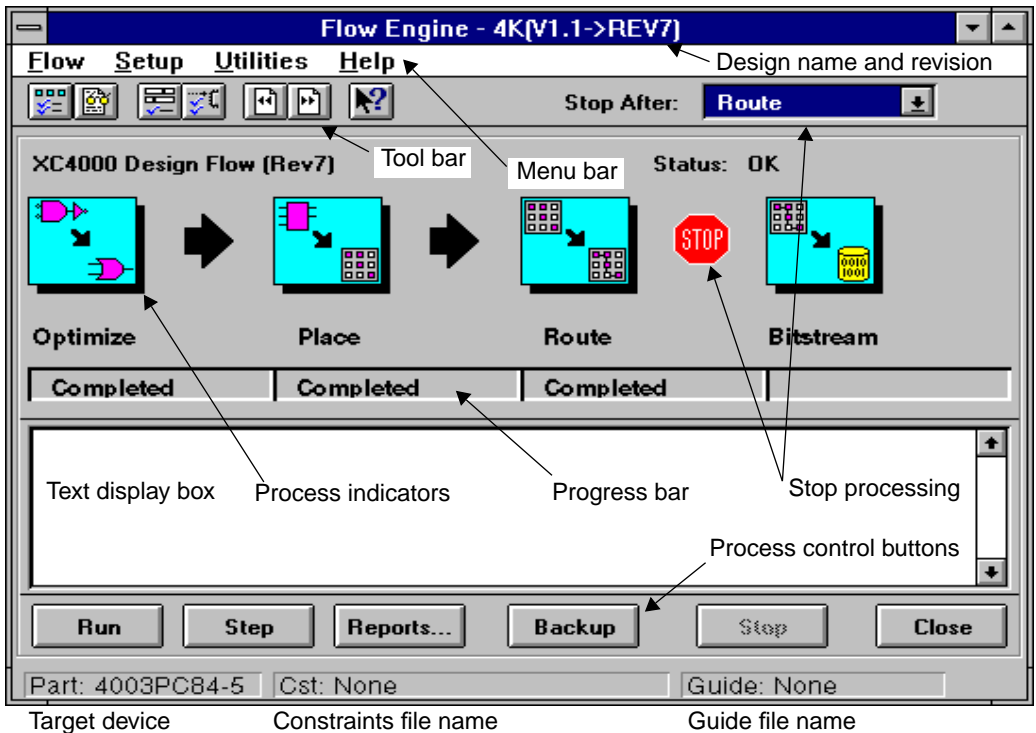 Flow Engine - 4K(V1.1->REV7)
Flow Setup Utilities Help
Design name and revision
Stop After: Route
Tool bar
Menu bar
XC4000 Design Flow (Rev7)
Status: OK
STOP
0010
1001
Optimize Place Route Bitstream
Completed Completed Completed
Text display box
Process indicators
Progress bar
Stop processing
Process control buttons
Run Step Reports... Backup Stop Close
Part: 4003PC84-5 Cst: None Guide: None
Target device Constraints file name Guide file name